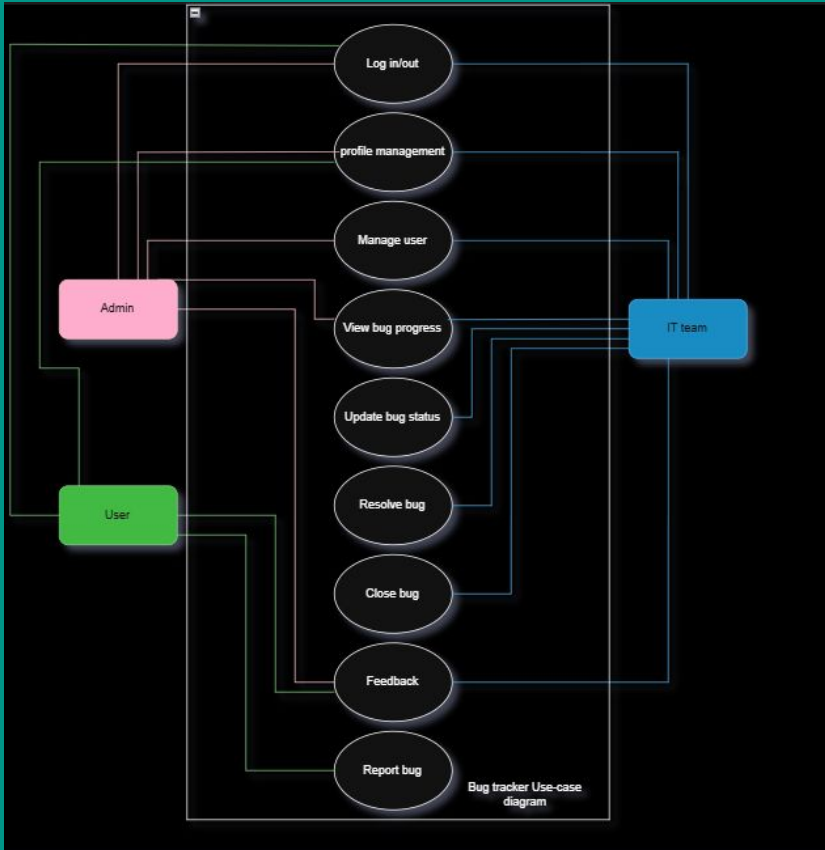 Log in/out
profile management
Manage user
Admin
View bug progress
IT team
Update bug status
Resolve bug
User
Close bug
Feedback
Report bug
Bug tracker Use-case
diagram